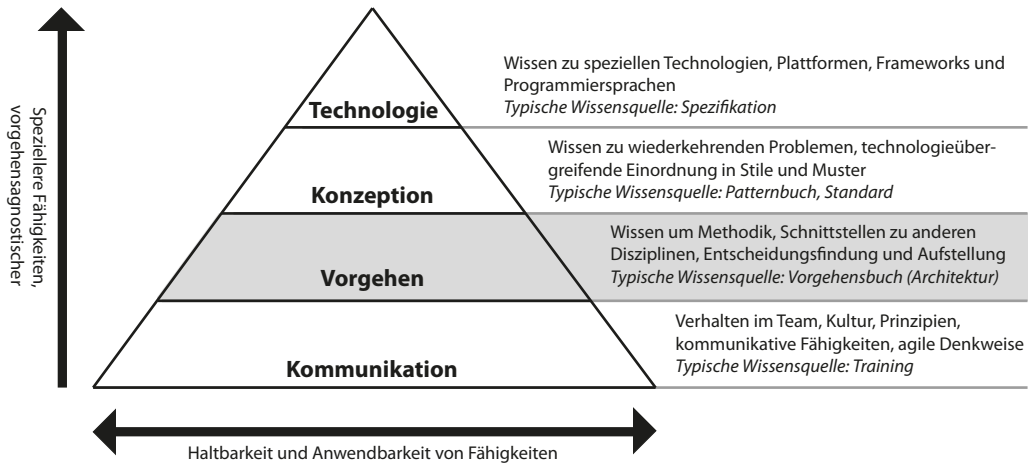 Wissen zu speziellen Technologien, Plattformen, Frameworks und
Programmiersprachen
Typische Wissensquelle: Spezifikation
Technologie
Wissen zu wiederkehrenden Problemen, technologieüber-
greifende Einordnung in Stile und Muster
Typische Wissensquelle: Patternbuch, Standard
Konzeption
Wissen um Methodik, Schnittstellen zu anderen
Disziplinen, Entscheidungsfindung und Aufstellung
Typische Wissensquelle: Vorgehensbuch (Architektur)
Vorgehen
Verhalten im Team, Kultur, Prinzipien,
kommunikative Fähigkeiten, agile Denkweise
Typische Wissensquelle: Training
Kommunikation
Speziellere Fähigkeiten,
vorgehensagnostischer
Haltbarkeit und Anwendbarkeit von Fähigkeiten